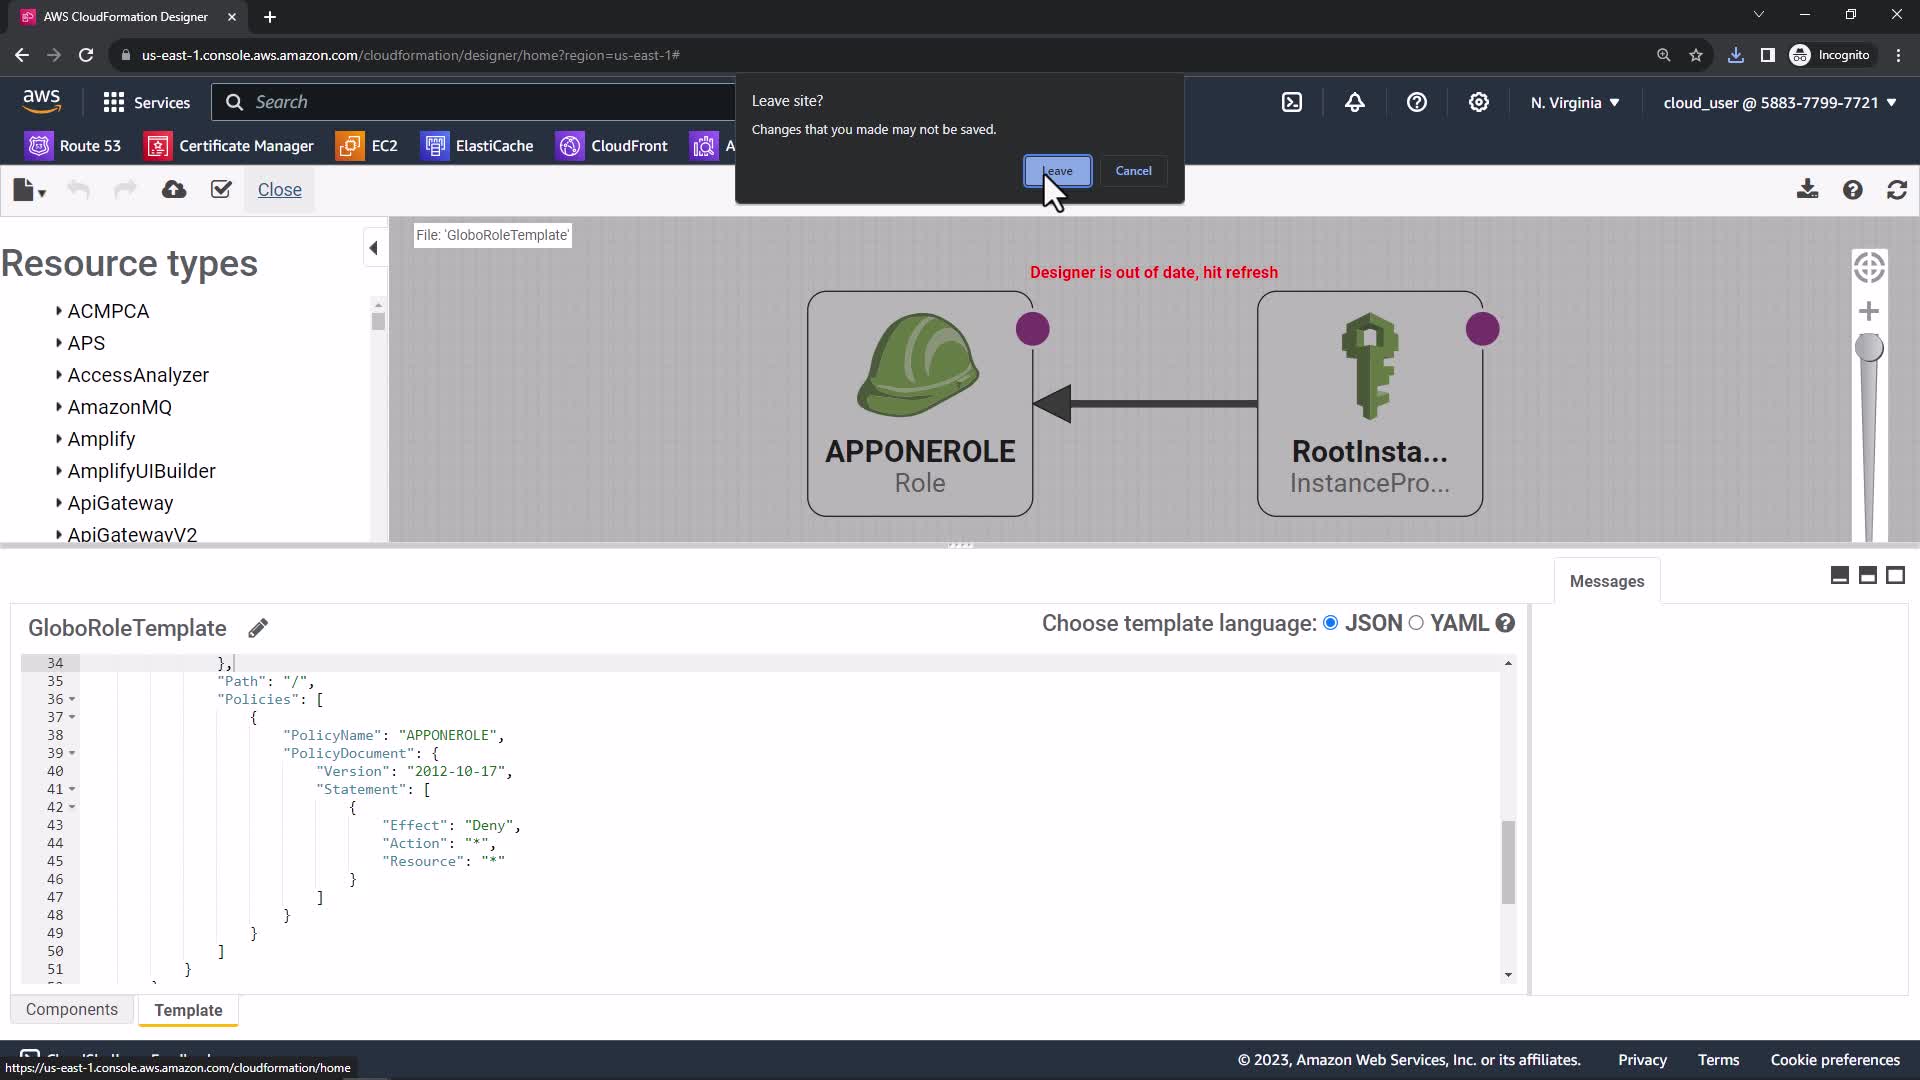 AWS CloudFormation Designer
us-east-1.console.aws.amazon.com/cloudformation/designer/home?region=us-east-1#
Incognito
Leave site?
Changes that you made may not be saved.
Leave
Cancel
aws
Services
Search
N. Virginia
cloud_user @ 5883-7799-7721
Route 53
Certificate Manager
EC2
ElastiCache
CloudFront
A
Close
Resource types
ACMPCA
APS
AccessAnalyzer
AmazonMQ
Amplify
AmplifyUIBuilder
ApiGateway
ApiGatewayV2
File: 'GloboRoleTemplate'
Designer is out of date, hit refresh
APPONEROLE
Role
RootInsta...
InstancePro...
Messages
GloboRoleTemplate
Choose template language: JSON YAML
34 },
35 "Path": "/",
36 "Policies": [
37 {
38 "PolicyName": "APPONEROLE",
39 "PolicyDocument": {
40 "Version": "2012-10-17",
41 "Statement": [
42 {
43 "Effect": "Deny",
44 "Action": "*",
45 "Resource": "*"
46 }
47 ]
48 }
49 }
50 ]
51 }
Components
Template
https://us-east-1.console.aws.amazon.com/cloudformation/home
© 2023, Amazon Web Services, Inc. or its affiliates.
Privacy
Terms
Cookie preferences